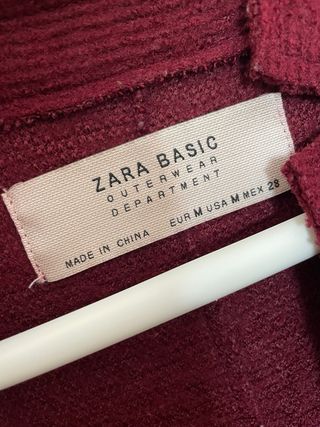 ZARA BASIC
OUTERWEAR
DEPARTMENT
MADE IN CHINA EUR M USA M MEX 28